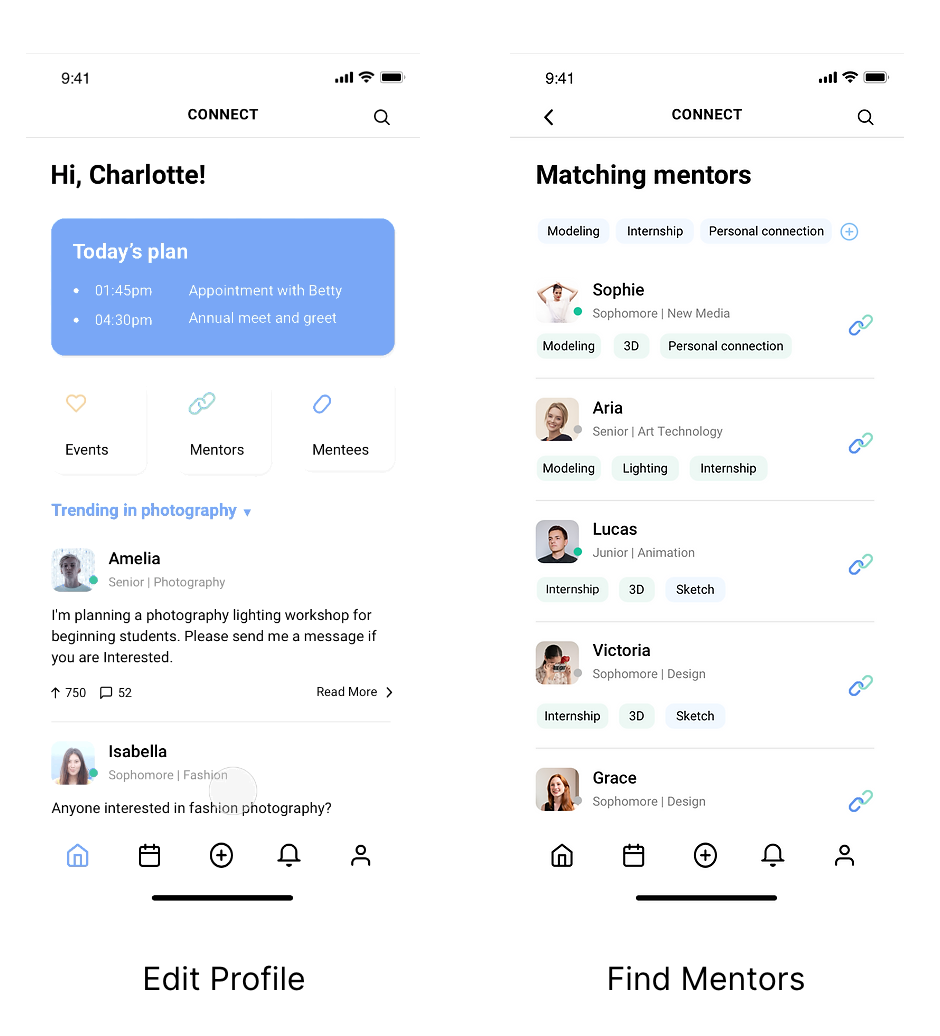 9:41
CONNECT
Hi, Charlotte!
Today’s plan
• 01:45pm Appointment with Betty
• 04:30pm Annual meet and greet
Events Mentors Mentees
Trending in photography ▼
Amelia
Senior | Photography
I'm planning a photography lighting workshop for
beginning students. Please send me a message if
you are Interested.
750 52 Read More
Isabella
Sophomore | Fashion
Anyone interested in fashion photography?
Edit Profile
9:41
CONNECT
Matching mentors
Modeling Internship Personal connection
Sophie
Sophomore | New Media
Modeling 3D Personal connection
Aria
Senior | Art Technology
Modeling Lighting Internship
Lucas
Junior | Animation
Internship 3D Sketch
Victoria
Sophomore | Design
Internship 3D Sketch
Grace
Sophomore | Design
Find Mentors